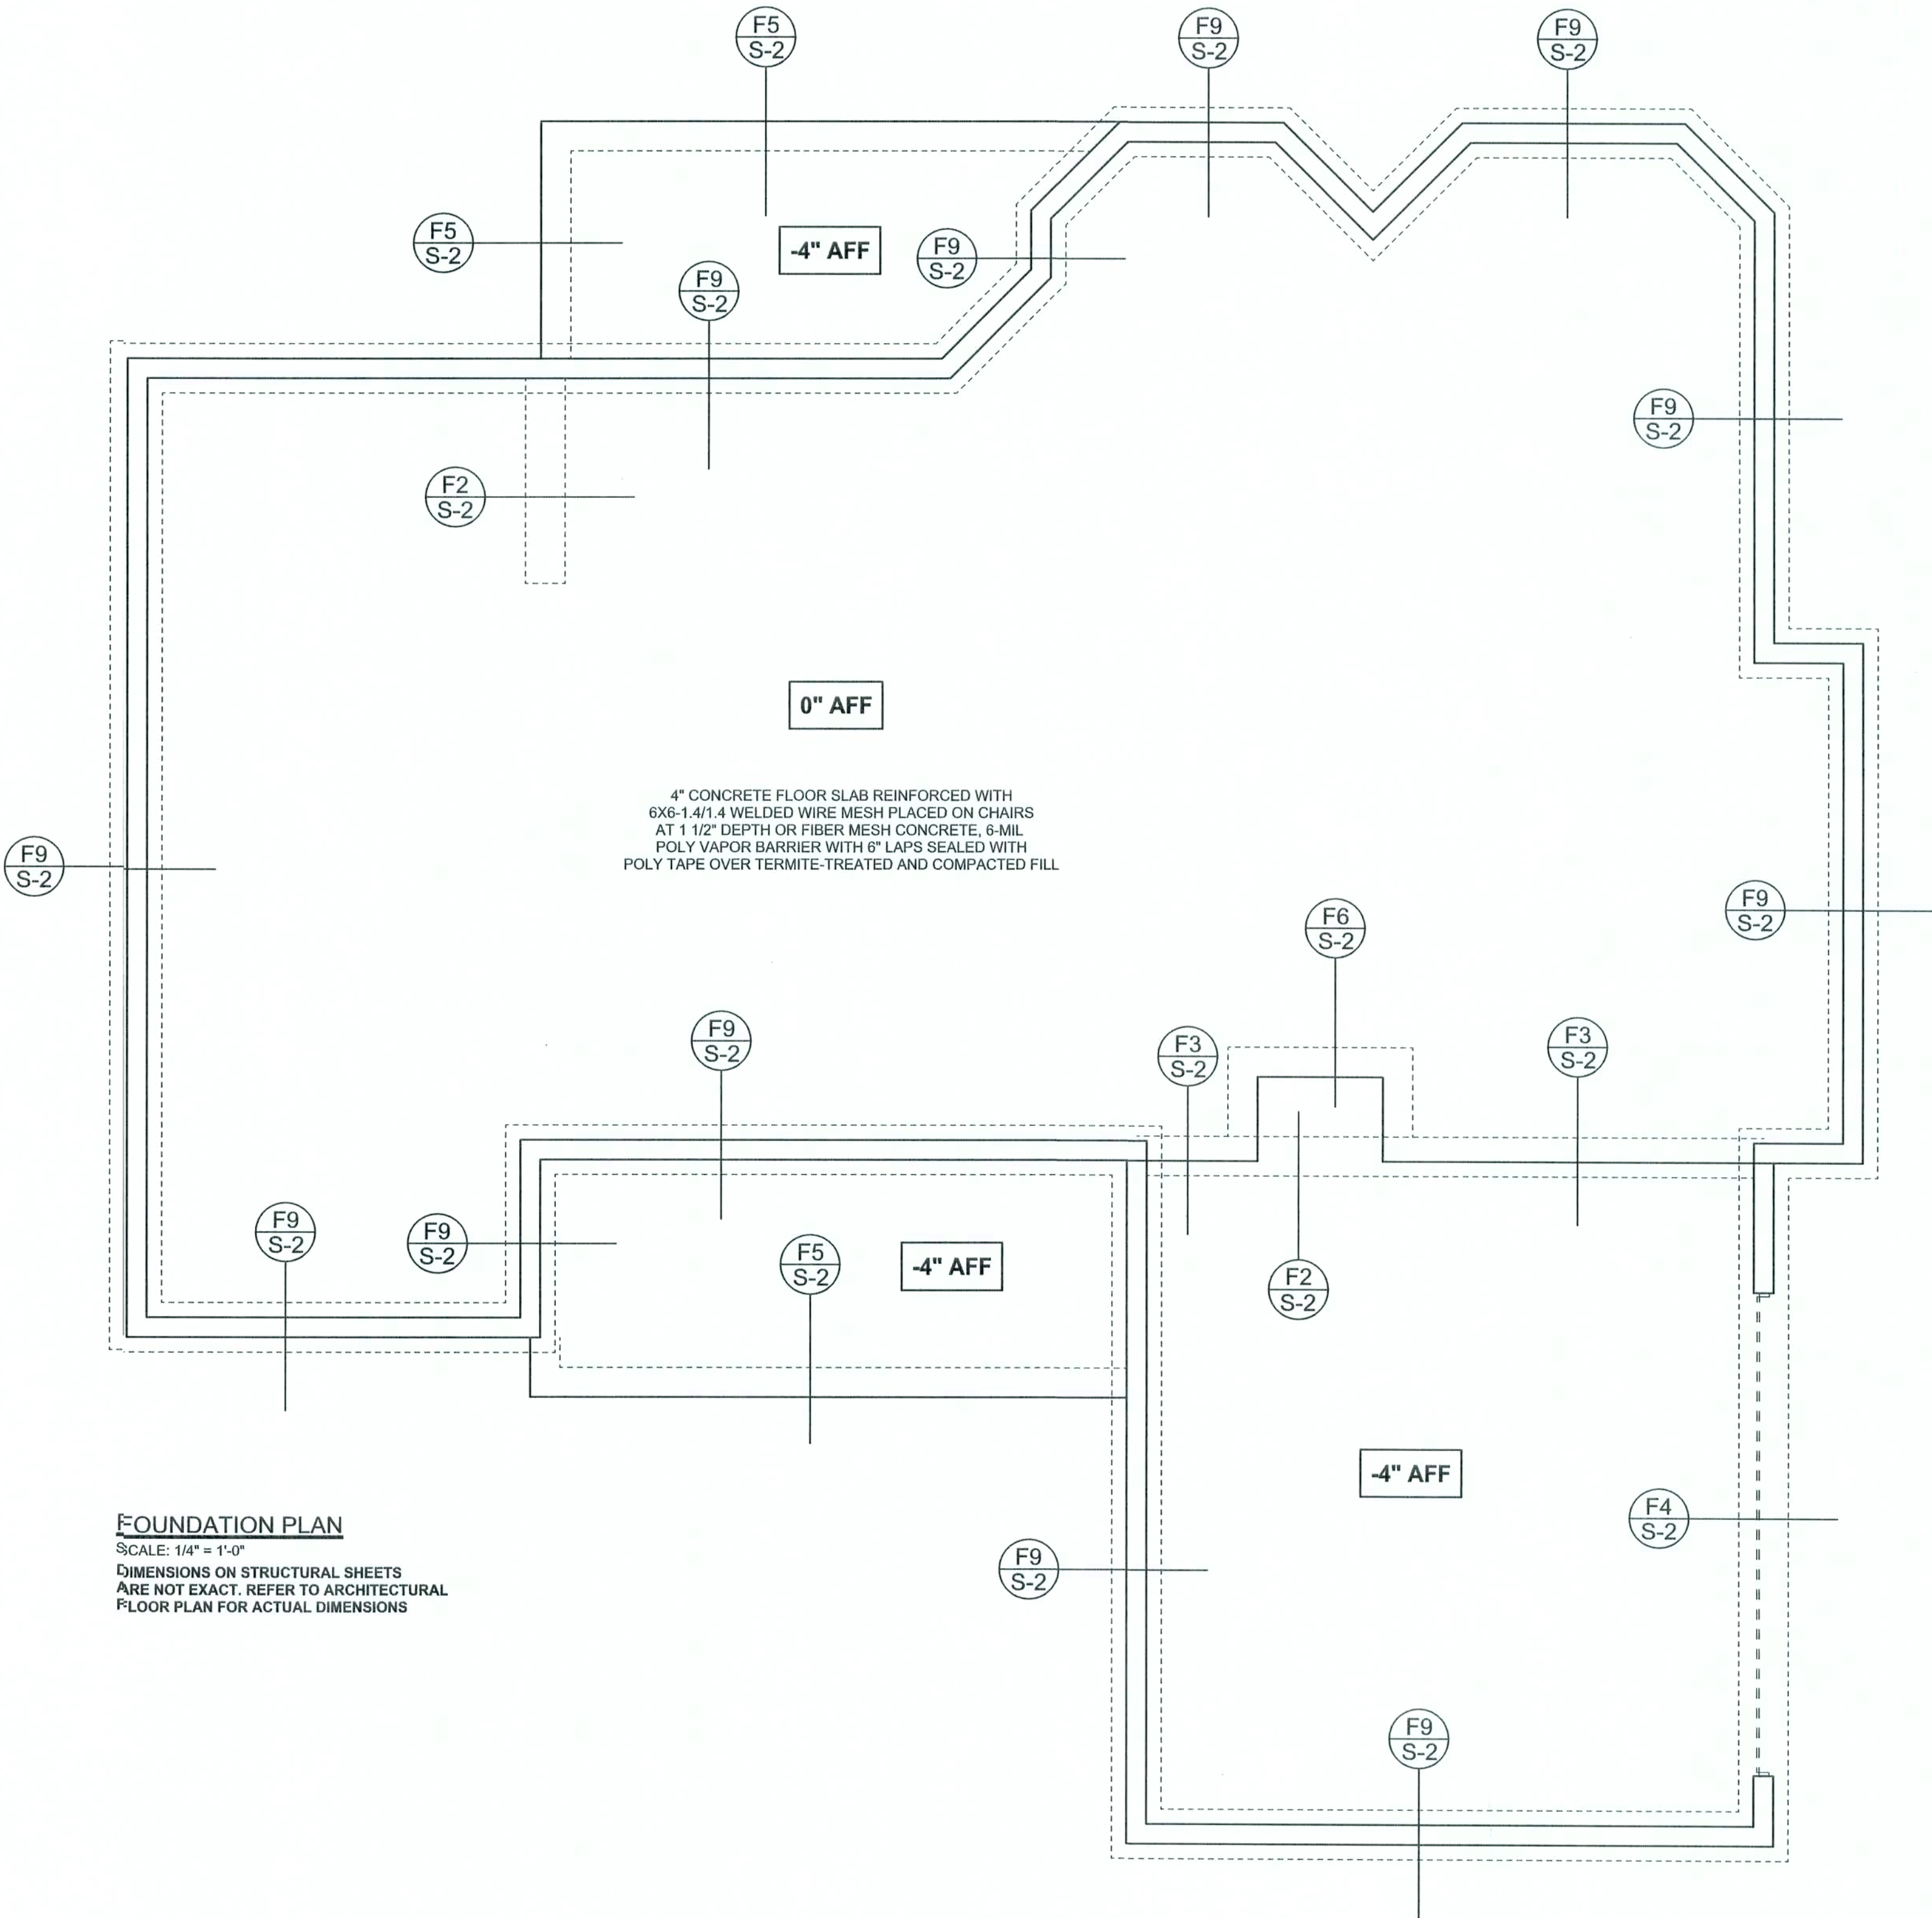 F5
S-2
F9
S-2
F9
S-2
F5
S-2
-4" AFF
F9
S-2
F9
S-2
F9
S-2
F2
S-2
0" AFF
4" CONCRETE FLOOR SLAB REINFORCED WITH
6X6-1.4/1.4 WELDED WIRE MESH PLACED ON CHAIRS
AT 1 1/2" DEPTH OR FIBER MESH CONCRETE, 6-MIL
POLY VAPOR BARRIER WITH 6" LAPS SEALED WITH
POLY TAPE OVER TERMITE-TREATED AND COMPACTED FILL
F9
S-2
F9
S-2
F6
S-2
F9
S-2
F3
S-2
F3
S-2
F9
S-2
F9
S-2
F5
S-2
-4" AFF
F2
S-2
-4" AFF
F4
S-2
F9
S-2
F9
S-2
FOUNDATION PLAN
SCALE: 1/4" = 1'-0"
DIMENSIONS ON STRUCTURAL SHEETS
ARE NOT EXACT. REFER TO ARCHITECTURAL
FLOOR PLAN FOR ACTUAL DIMENSIONS